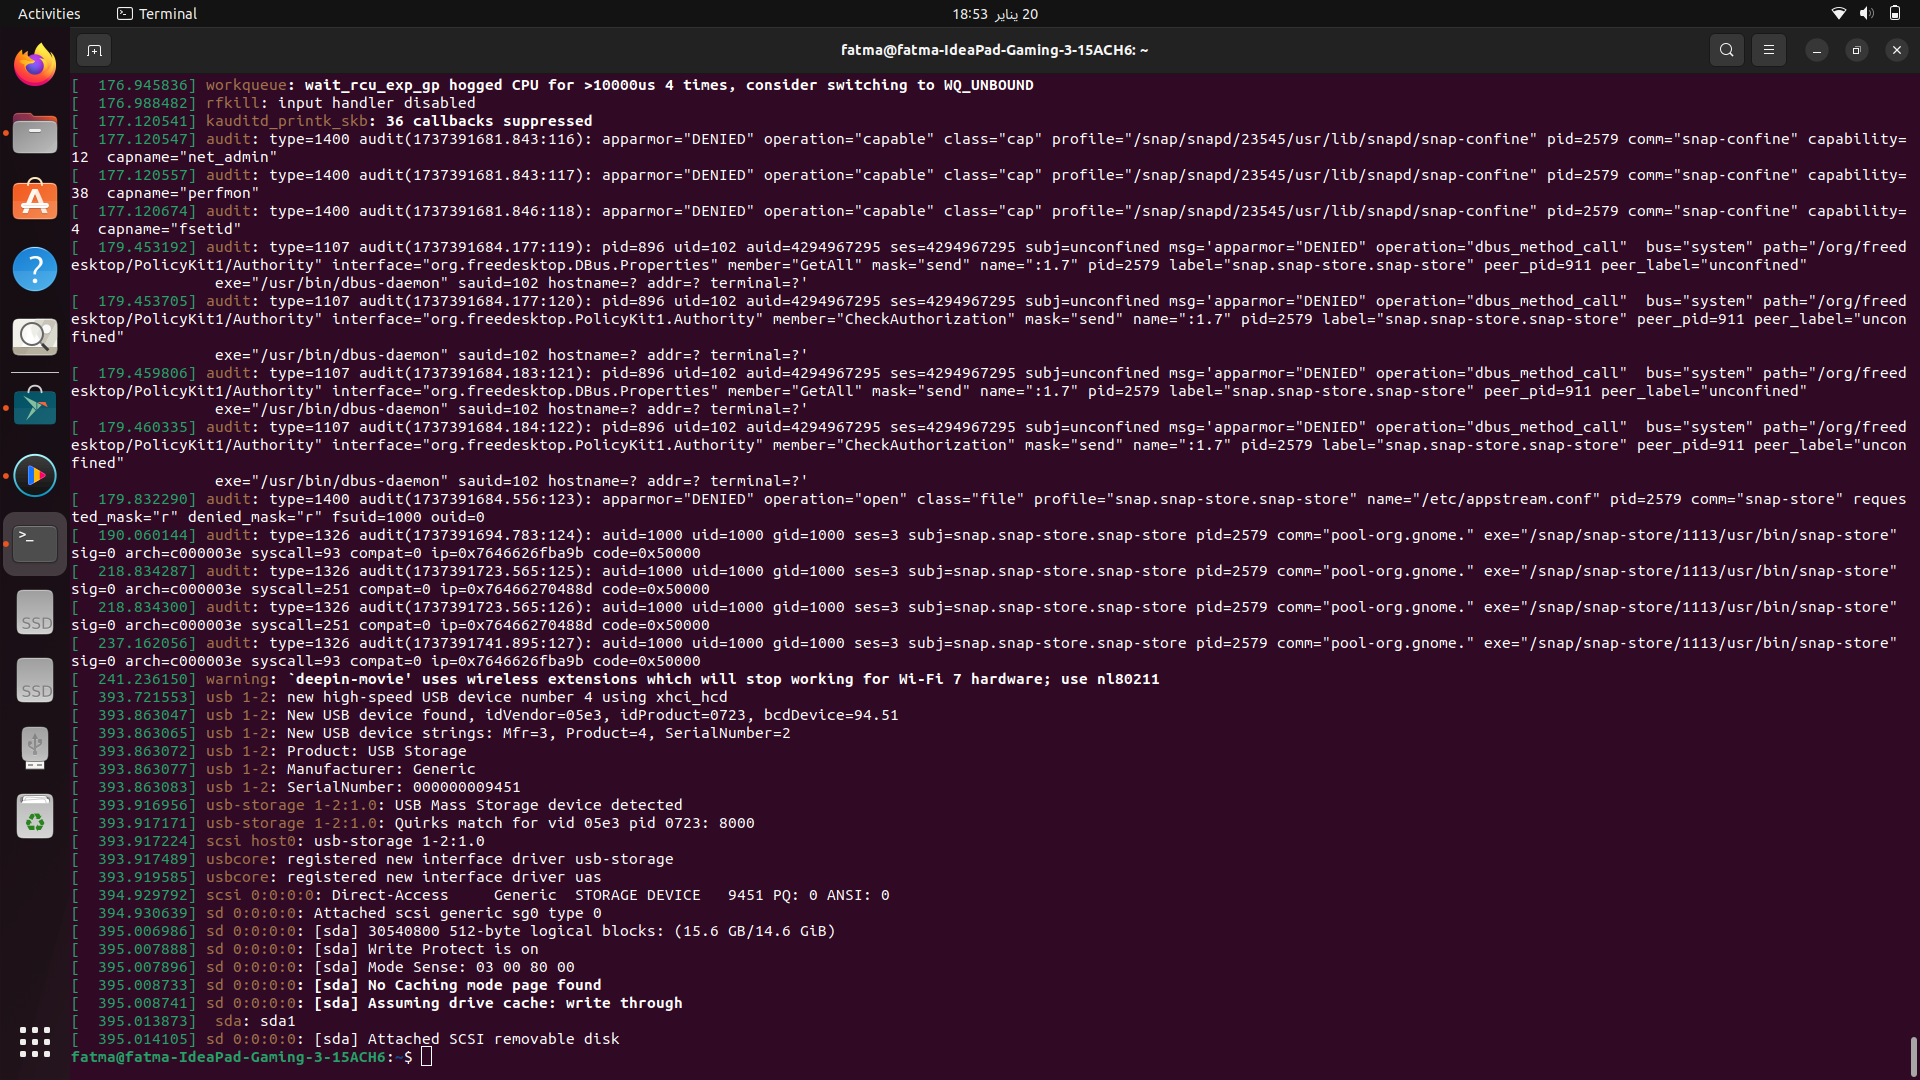 Activities
Terminal
20 يناير 18:53
fatma@fatma-IdeaPad-Gaming-3-15ACH6: ~
[  176.945836] workqueue: wait_rcu_exp_gp hogged CPU for >10000us 4 times, consider switching to WQ_UNBOUND
[  176.988482] rfkill: input handler disabled
[  177.120541] kauditd_printk_skb: 36 callbacks suppressed
[  177.120547] audit: type=1400 audit(1737391681.843:116): apparmor="DENIED" operation="capable" class="cap" profile="/snap/snapd/23545/usr/lib/snapd/snap-confine" pid=2579 comm="snap-confine" capability=
12  capname="net_admin"
[  177.120557] audit: type=1400 audit(1737391681.843:117): apparmor="DENIED" operation="capable" class="cap" profile="/snap/snapd/23545/usr/lib/snapd/snap-confine" pid=2579 comm="snap-confine" capability=
38  capname="perfmon"
[  177.120674] audit: type=1400 audit(1737391681.846:118): apparmor="DENIED" operation="capable" class="cap" profile="/snap/snapd/23545/usr/lib/snapd/snap-confine" pid=2579 comm="snap-confine" capability=
4  capname="fsetid"
[  179.453192] audit: type=1107 audit(1737391684.177:119): pid=896 uid=102 auid=4294967295 ses=4294967295 subj=unconfined msg='apparmor="DENIED" operation="dbus_method_call"  bus="system" path="/org/freed
esktop/PolicyKit1/Authority" interface="org.freedesktop.DBus.Properties" member="GetAll" mask="send" name=":1.7" pid=2579 label="snap.snap-store.snap-store" peer_pid=911 peer_label="unconfined"
exe="/usr/bin/dbus-daemon" sauid=102 hostname=? addr=? terminal=?'
[  179.453705] audit: type=1107 audit(1737391684.177:120): pid=896 uid=102 auid=4294967295 ses=4294967295 subj=unconfined msg='apparmor="DENIED" operation="dbus_method_call"  bus="system" path="/org/freed
esktop/PolicyKit1/Authority" interface="org.freedesktop.PolicyKit1.Authority" member="CheckAuthorization" mask="send" name=":1.7" pid=2579 label="snap.snap-store.snap-store" peer_pid=911 peer_label="uncon
fined"
exe="/usr/bin/dbus-daemon" sauid=102 hostname=? addr=? terminal=?'
[  179.459806] audit: type=1107 audit(1737391684.183:121): pid=896 uid=102 auid=4294967295 ses=4294967295 subj=unconfined msg='apparmor="DENIED" operation="dbus_method_call"  bus="system" path="/org/freed
esktop/PolicyKit1/Authority" interface="org.freedesktop.DBus.Properties" member="GetAll" mask="send" name=":1.7" pid=2579 label="snap.snap-store.snap-store" peer_pid=911 peer_label="unconfined"
exe="/usr/bin/dbus-daemon" sauid=102 hostname=? addr=? terminal=?'
[  179.460335] audit: type=1107 audit(1737391684.184:122): pid=896 uid=102 auid=4294967295 ses=4294967295 subj=unconfined msg='apparmor="DENIED" operation="dbus_method_call"  bus="system" path="/org/freed
esktop/PolicyKit1/Authority" interface="org.freedesktop.PolicyKit1.Authority" member="CheckAuthorization" mask="send" name=":1.7" pid=2579 label="snap.snap-store.snap-store" peer_pid=911 peer_label="uncon
fined"
exe="/usr/bin/dbus-daemon" sauid=102 hostname=? addr=? terminal=?'
[  179.832290] audit: type=1400 audit(1737391684.556:123): apparmor="DENIED" operation="open" class="file" profile="snap.snap-store.snap-store" name="/etc/appstream.conf" pid=2579 comm="snap-store" reques
ted_mask="r" denied_mask="r" fsuid=1000 ouid=0
[  190.060144] audit: type=1326 audit(1737391694.783:124): auid=1000 uid=1000 gid=1000 ses=3 subj=snap.snap-store.snap-store pid=2579 comm="pool-org.gnome." exe="/snap/snap-store/1113/usr/bin/snap-store"
sig=0 arch=c000003e syscall=93 compat=0 ip=0x7646626fba9b code=0x50000
[  218.834287] audit: type=1326 audit(1737391723.565:125): auid=1000 uid=1000 gid=1000 ses=3 subj=snap.snap-store.snap-store pid=2579 comm="pool-org.gnome." exe="/snap/snap-store/1113/usr/bin/snap-store"
sig=0 arch=c000003e syscall=251 compat=0 ip=0x76466270488d code=0x50000
[  218.834300] audit: type=1326 audit(1737391723.565:126): auid=1000 uid=1000 gid=1000 ses=3 subj=snap.snap-store.snap-store pid=2579 comm="pool-org.gnome." exe="/snap/snap-store/1113/usr/bin/snap-store"
sig=0 arch=c000003e syscall=251 compat=0 ip=0x76466270488d code=0x50000
[  237.162056] audit: type=1326 audit(1737391741.895:127): auid=1000 uid=1000 gid=1000 ses=3 subj=snap.snap-store.snap-store pid=2579 comm="pool-org.gnome." exe="/snap/snap-store/1113/usr/bin/snap-store"
sig=0 arch=c000003e syscall=93 compat=0 ip=0x7646626fba9b code=0x50000
[  241.236150] warning: `deepin-movie' uses wireless extensions which will stop working for Wi-Fi 7 hardware; use nl80211
[  393.721553] usb 1-2: new high-speed USB device number 4 using xhci_hcd
[  393.863047] usb 1-2: New USB device found, idVendor=05e3, idProduct=0723, bcdDevice=94.51
[  393.863065] usb 1-2: New USB device strings: Mfr=3, Product=4, SerialNumber=2
[  393.863072] usb 1-2: Product: USB Storage
[  393.863077] usb 1-2: Manufacturer: Generic
[  393.863083] usb 1-2: SerialNumber: 000000009451
[  393.916956] usb-storage 1-2:1.0: USB Mass Storage device detected
[  393.917171] usb-storage 1-2:1.0: Quirks match for vid 05e3 pid 0723: 8000
[  393.917224] scsi host0: usb-storage 1-2:1.0
[  393.917489] usbcore: registered new interface driver usb-storage
[  393.919585] usbcore: registered new interface driver uas
[  394.929792] scsi 0:0:0:0: Direct-Access     Generic  STORAGE DEVICE   9451 PQ: 0 ANSI: 0
[  394.930639] sd 0:0:0:0: Attached scsi generic sg0 type 0
[  395.006986] sd 0:0:0:0: [sda] 30540800 512-byte logical blocks: (15.6 GB/14.6 GiB)
[  395.007888] sd 0:0:0:0: [sda] Write Protect is on
[  395.007896] sd 0:0:0:0: [sda] Mode Sense: 03 00 80 00
[  395.008733] sd 0:0:0:0: [sda] No Caching mode page found
[  395.008741] sd 0:0:0:0: [sda] Assuming drive cache: write through
[  395.013873]  sda: sda1
[  395.014105] sd 0:0:0:0: [sda] Attached SCSI removable disk
fatma@fatma-IdeaPad-Gaming-3-15ACH6:~$
SSD
SSD